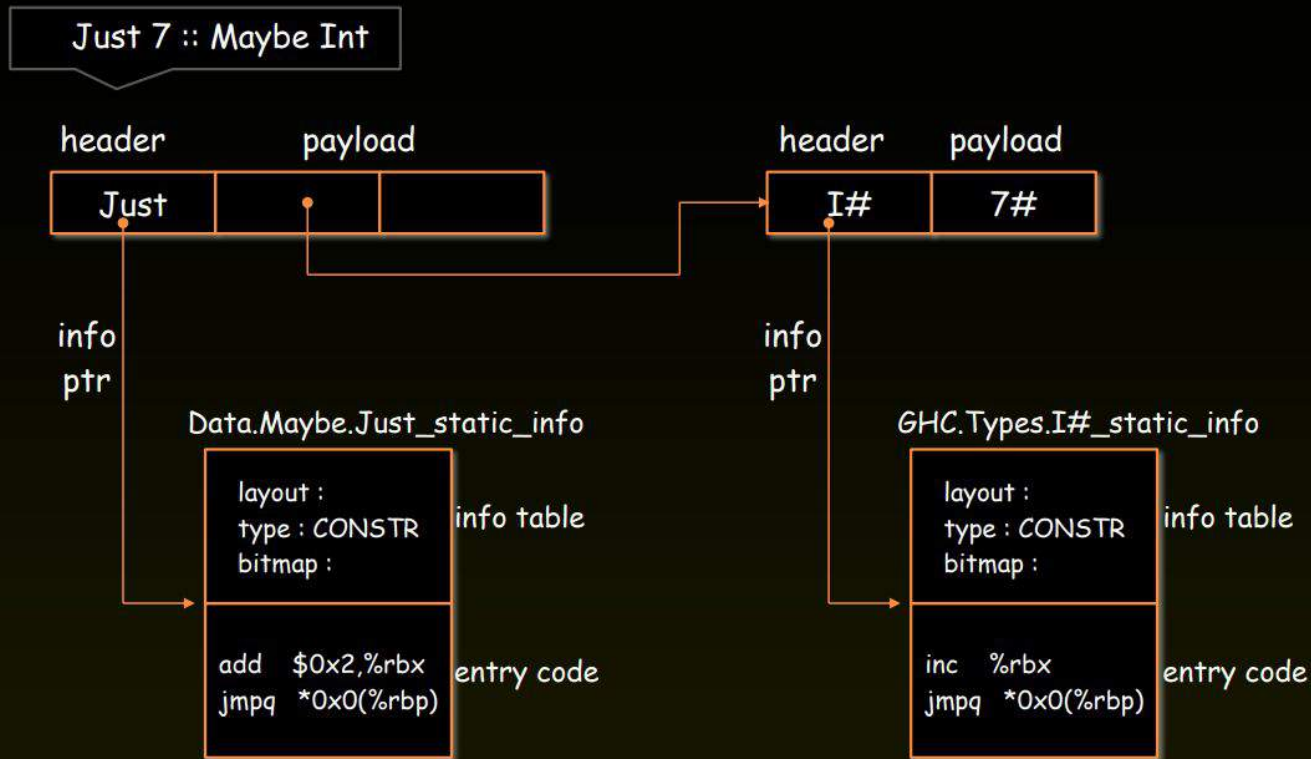 Just 7 :: Maybe Int
header payload
Just
info
ptr
Data.Maybe.Just_static_info
layout :
type : CONSTR
bitmap :
info table
add $0x2,%rbx
jmpq *0x0(%rbp)
entry code
header payload
I# 7#
info
ptr
GHC.Types.I#_static_info
layout :
type : CONSTR
bitmap :
info table
inc %rbx
jmpq *0x0(%rbp)
entry code